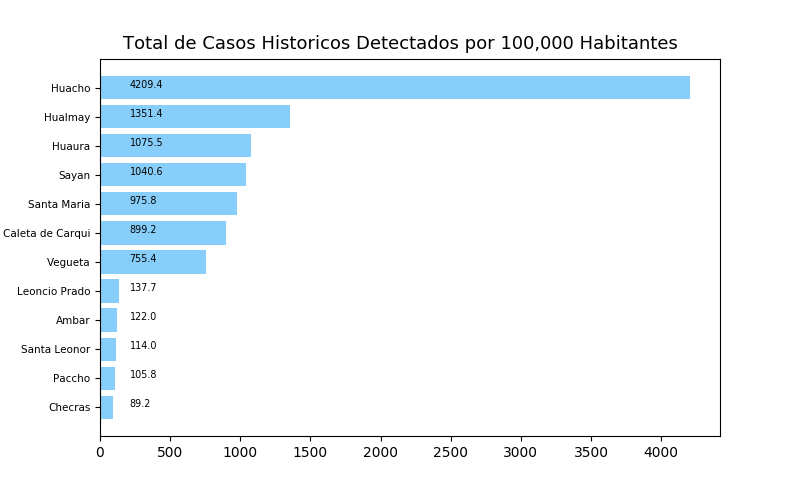 Total de Casos Historicos Detectados por 100,000 Habitantes
Huacho 4209.4
Hualmay 1351.4
Huaura 1075.5
Sayan 1040.6
Santa Maria 975.8
Caleta de Carqui 899.2
Vegueta 755.4
Leoncio Prado 137.7
Ambar 122.0
Santa Leonor 114.0
Paccho 105.8
Checras 89.2
0 500 1000 1500 2000 2500 3000 3500 4000